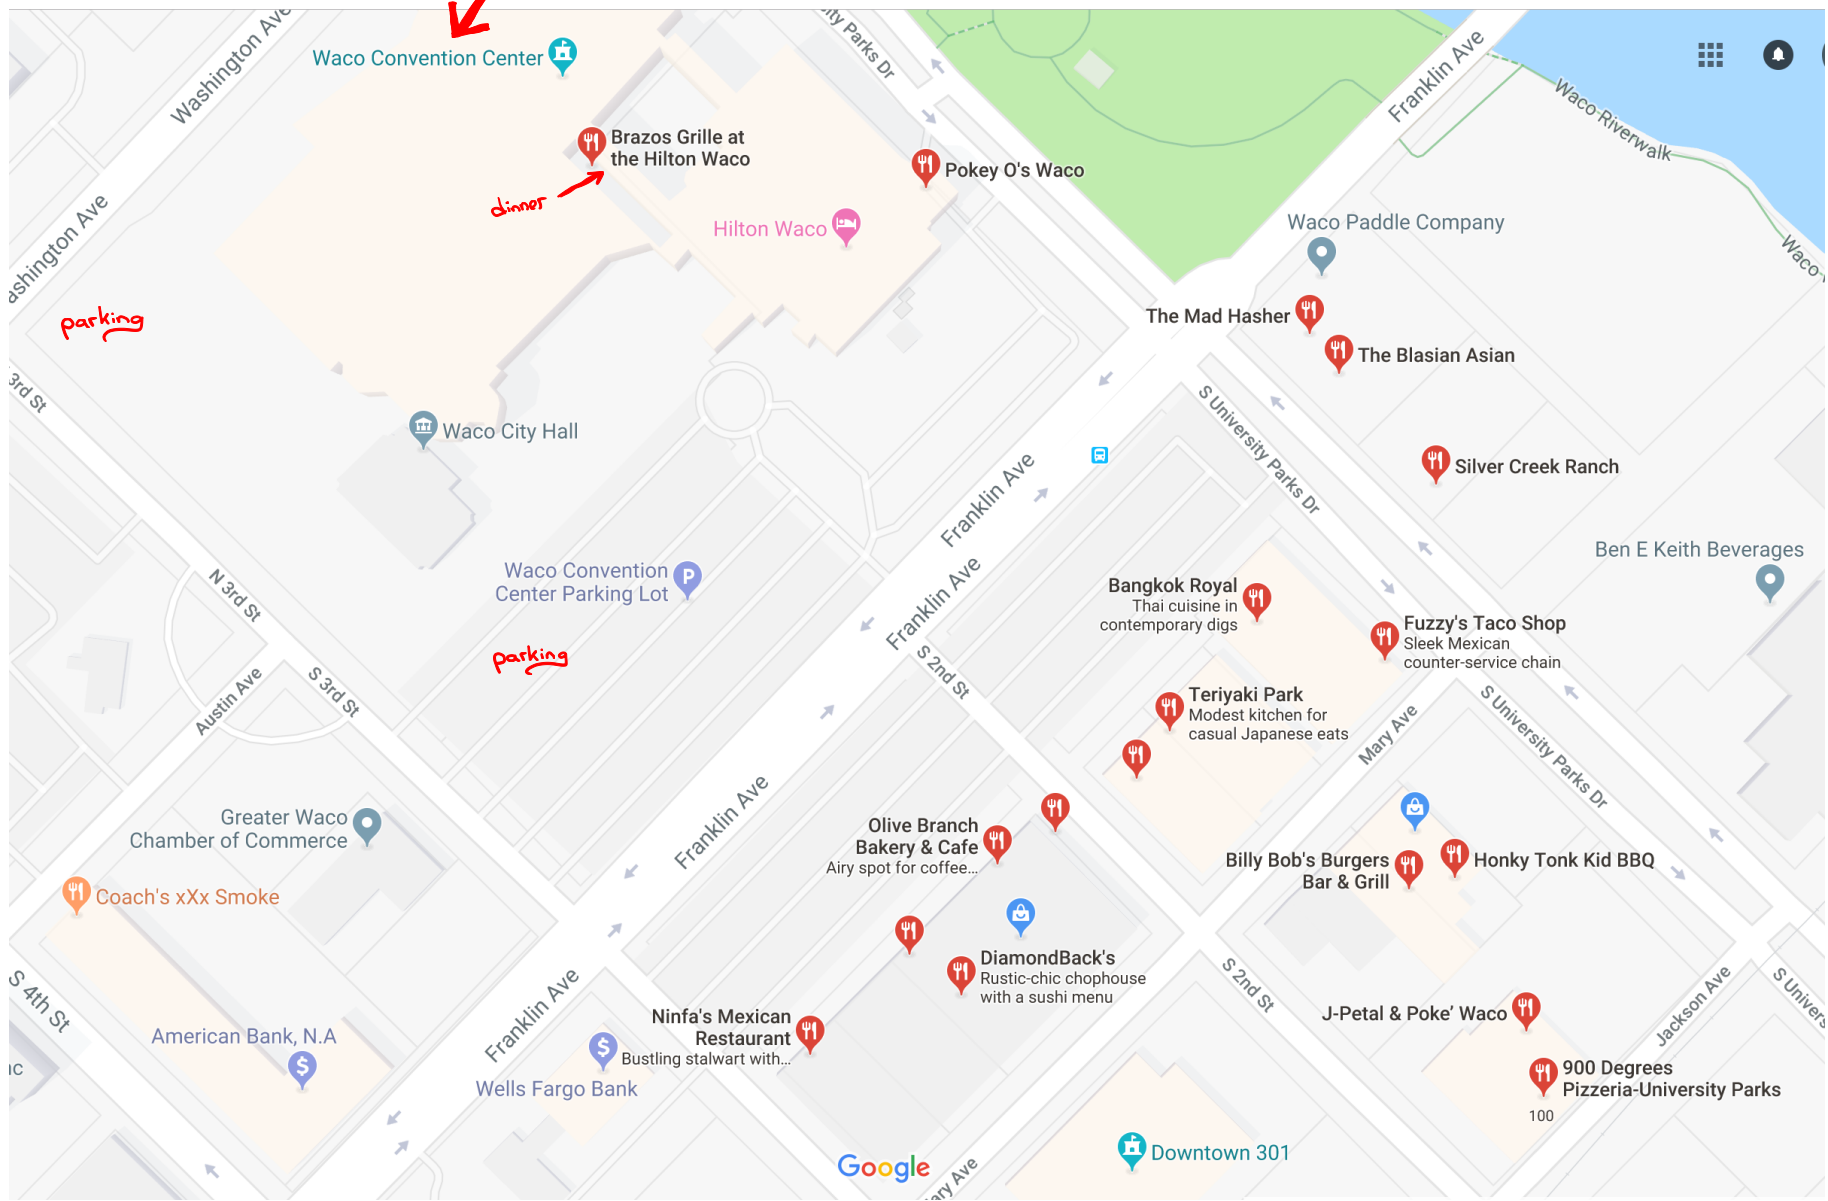 Washington Ave
Waco Convention Center
ity Parks Dr
Franklin Ave
Waco Riverwalk
Brazos Grille at
the Hilton Waco
dinner
Pokey O's Waco
Hilton Waco
Waco Paddle Company
Waco
ashington Ave
parking
The Mad Hasher
The Blasian Asian
3rd St
Waco City Hall
S University Parks Dr
Silver Creek Ranch
Franklin Ave
Ben E Keith Beverages
Waco Convention
Center Parking Lot
P
N 3rd St
Bangkok Royal
Thai cuisine in
contemporary digs
Franklin Ave
Fuzzy's Taco Shop
Sleek Mexican
counter-service chain
parking
S 2nd St
Austin Ave
S 3rd St
Teriyaki Park
Modest kitchen for
casual Japanese eats
Mary Ave
S University Parks Dr
Greater Waco
Chamber of Commerce
Franklin Ave
Olive Branch
Bakery & Cafe
Airy spot for coffee...
Billy Bob's Burgers
Bar & Grill
Honky Tonk Kid BBQ
Coach's xXx Smoke
DiamondBack's
Rustic-chic chophouse
with a sushi menu
S 4th St
Franklin Ave
S 2nd St
Jackson Ave
S Univers
Ninfa's Mexican
Restaurant
Bustling stalwart with...
J-Petal & Poke’ Waco
American Bank, N.A
$
$
Wells Fargo Bank
nc
900 Degrees
Pizzeria-University Parks
100
Downtown 301
Google
ary Ave